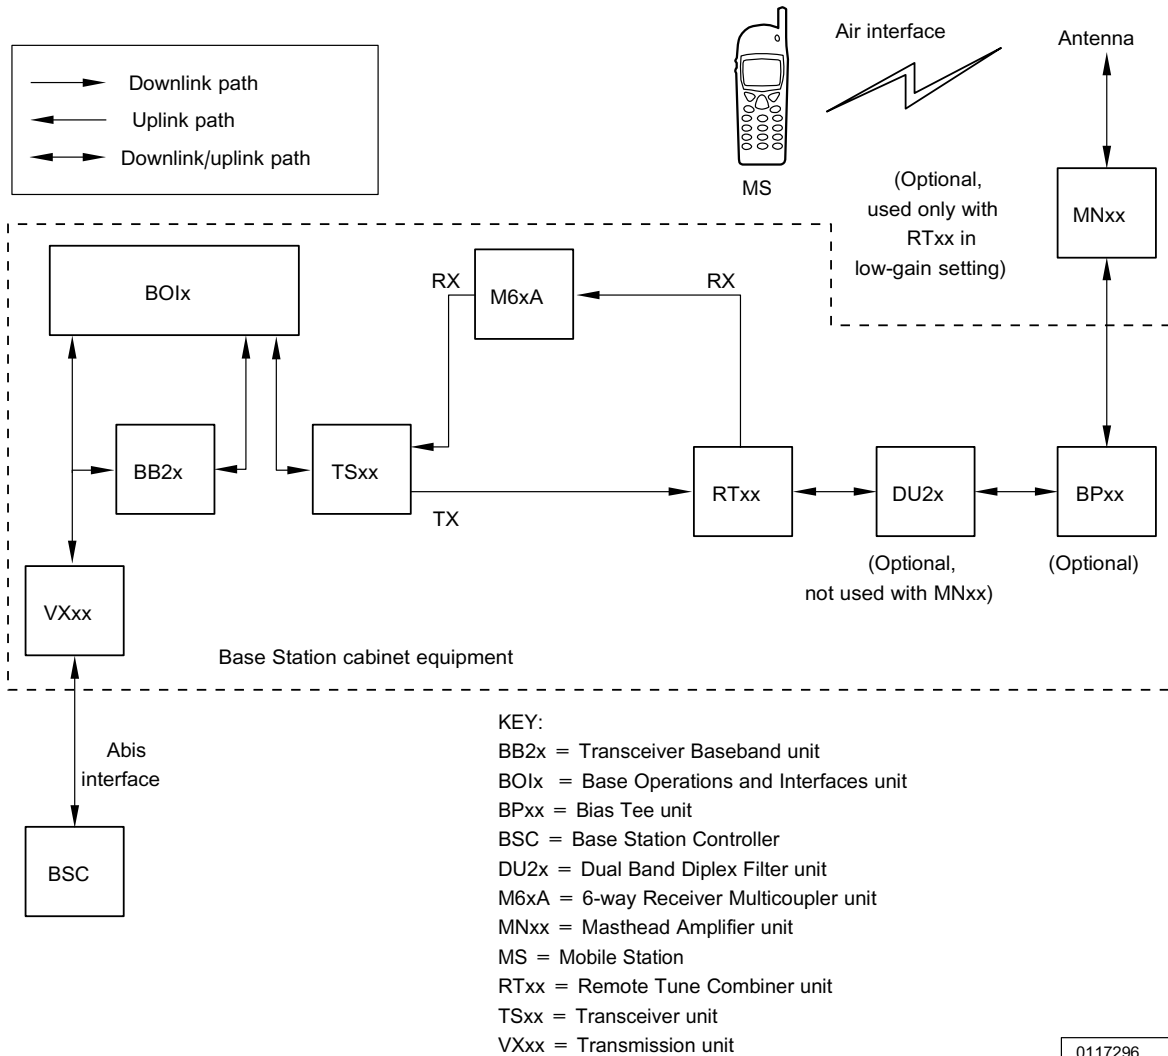 Downlink path
Uplink path
Downlink/uplink path
Air interface
Antenna
MS
(Optional,
used only with
RTxx in
low-gain setting)
MNxx
BOIx
RX
M6xA
RX
BB2x
TSxx
TX
RTxx
DU2x
BPxx
(Optional,
not used with MNxx)
(Optional)
VXxx
Base Station cabinet equipment
Abis
interface
BSC
KEY:
BB2x = Transceiver Baseband unit
BOIx = Base Operations and Interfaces unit
BPxx = Bias Tee unit
BSC = Base Station Controller
DU2x = Dual Band Diplex Filter unit
M6xA = 6-way Receiver Multicoupler unit
MNxx = Masthead Amplifier unit
MS = Mobile Station
RTxx = Remote Tune Combiner unit
TSxx = Transceiver unit
VXxx = Transmission unit
0117296